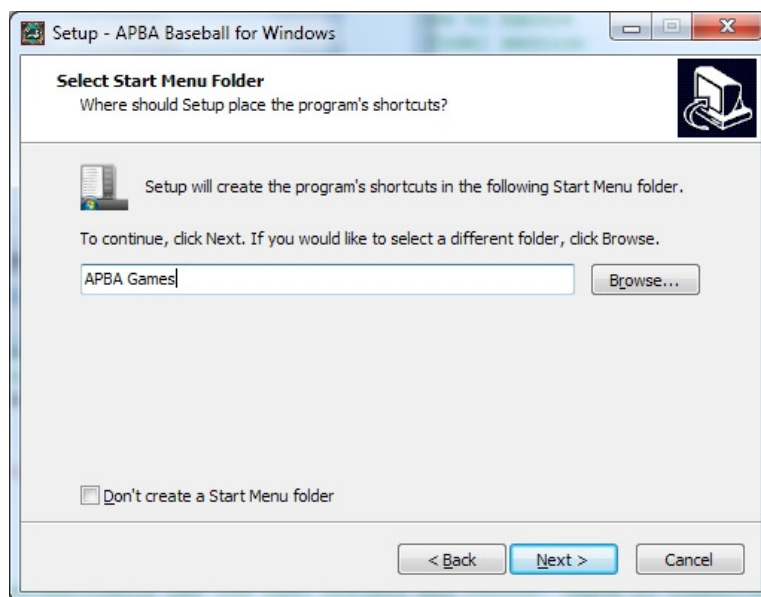 Setup - APBA Baseball for Windows
Select Start Menu Folder
Where should Setup place the program's shortcuts?
Setup will create the program's shortcuts in the following Start Menu folder.
To continue, click Next. If you would like to select a different folder, click Browse.
APBA Games
Browse...
Don't create a Start Menu folder
< Back
Next >
Cancel